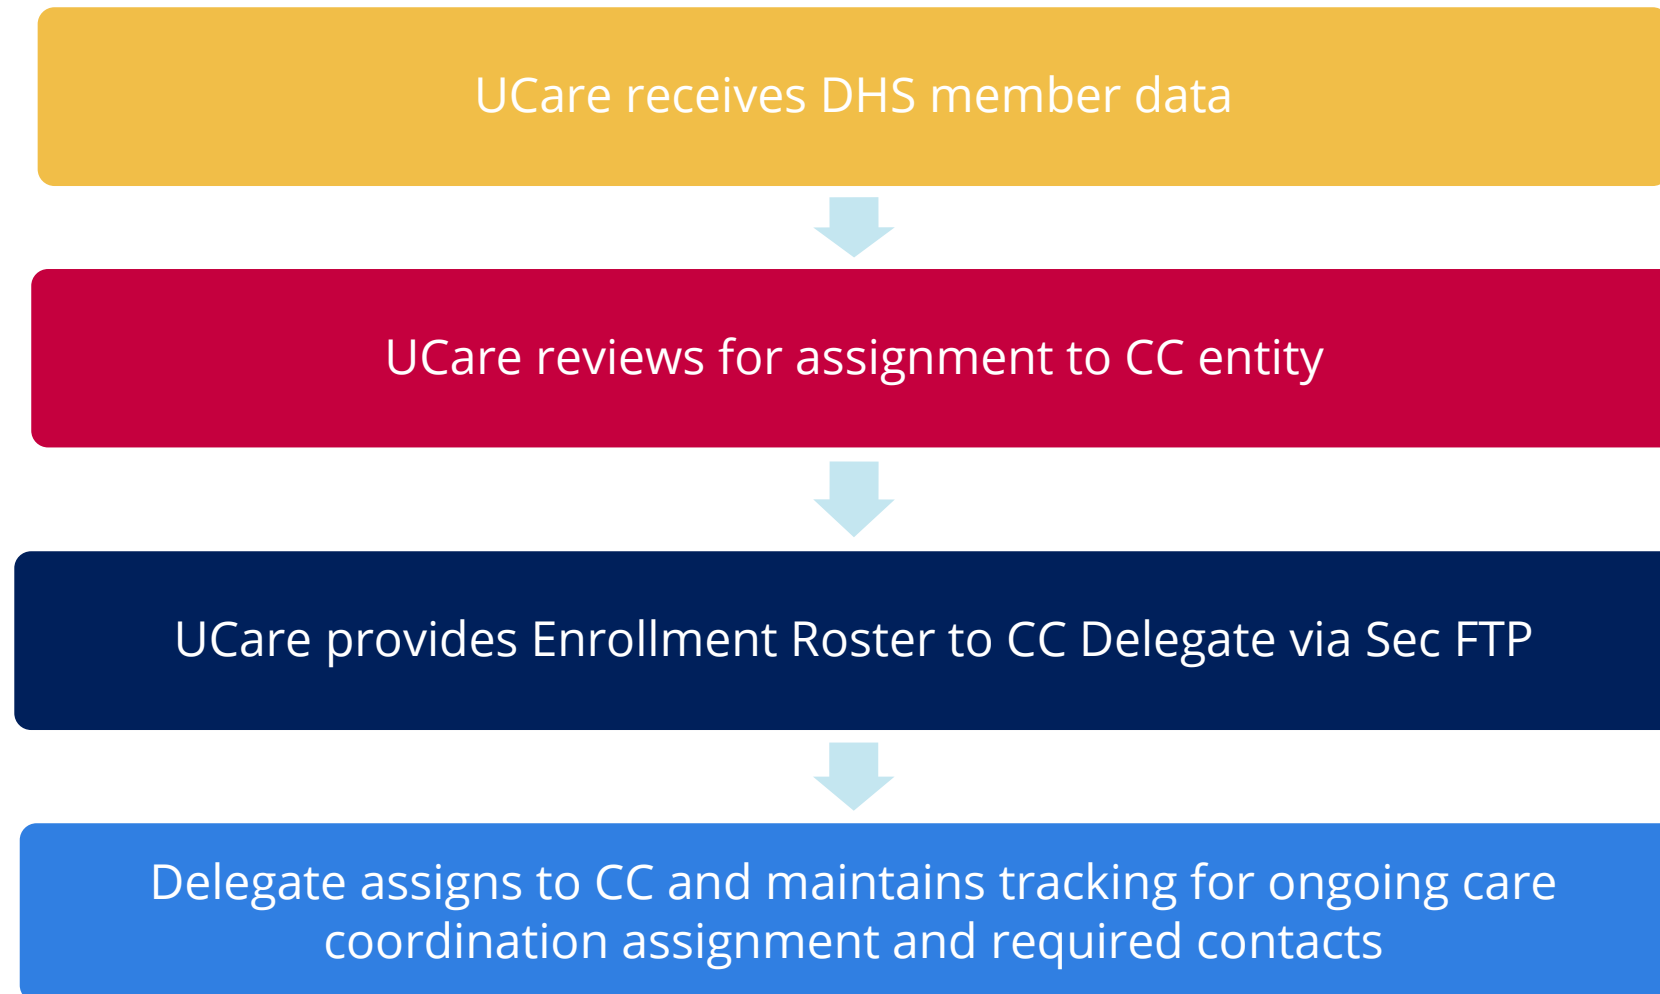 UCare receives DHS member data
UCare reviews for assignment to CC entity
UCare provides Enrollment Roster to CC Delegate via Sec FTP
Delegate assigns to CC and maintains tracking for ongoing care
coordination assignment and required contacts